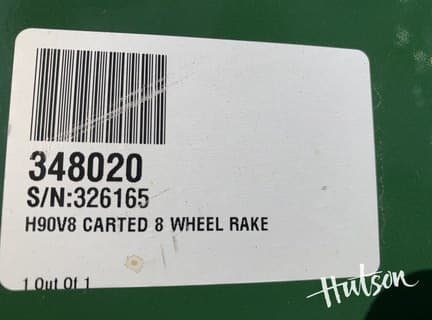 348020
S/N:326165
H90V8 CARTED 8 WHEEL RAKE
1 Out Of 1
Hutson